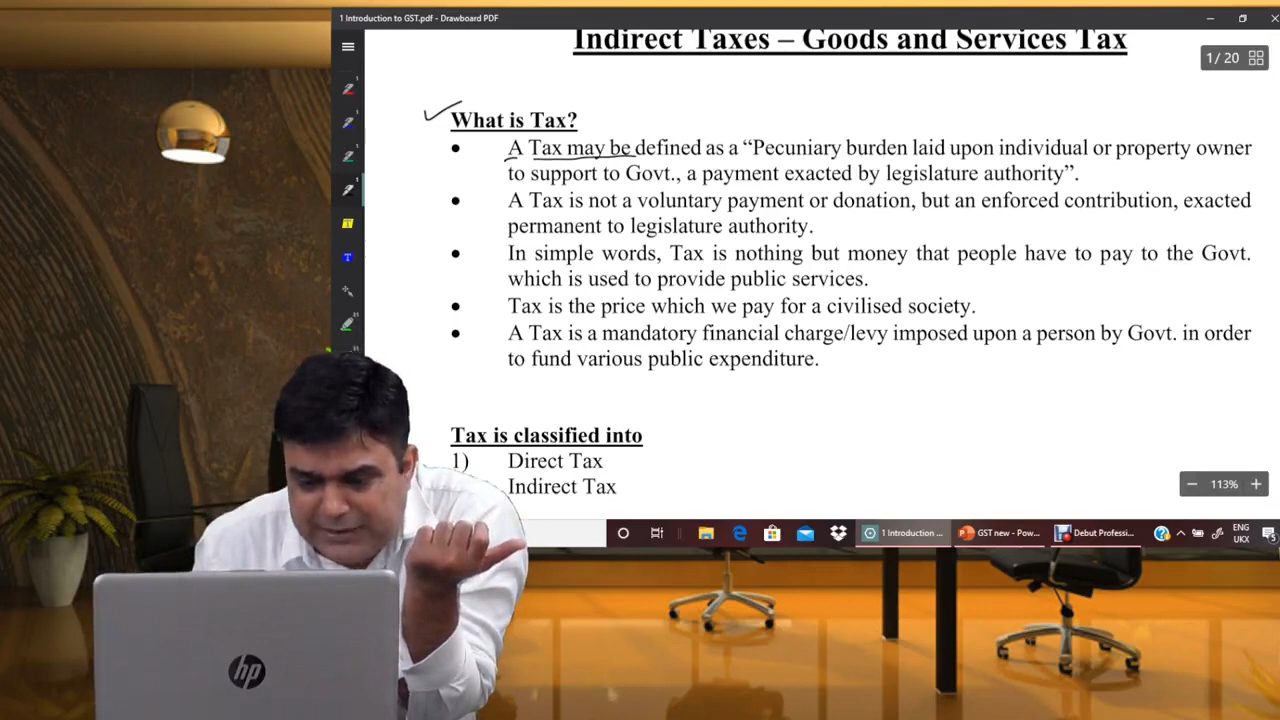 1 Introduction to GST.pdf - Drawboard PDF
Indirect Taxes – Goods and Services Tax
1 / 20
What is Tax?
• A Tax may be defined as a “Pecuniary burden laid upon individual or property owner
to support to Govt., a payment exacted by legislature authority”.
• A Tax is not a voluntary payment or donation, but an enforced contribution, exacted
permanent to legislature authority.
• In simple words, Tax is nothing but money that people have to pay to the Govt.
which is used to provide public services.
• Tax is the price which we pay for a civilised society.
• A Tax is a mandatory financial charge/levy imposed upon a person by Govt. in order
to fund various public expenditure.
Tax is classified into
1) Direct Tax
Indirect Tax
113%
1 Introduction ...
GST new - Pow...
Debut Professi...
ENG
UKX
hp